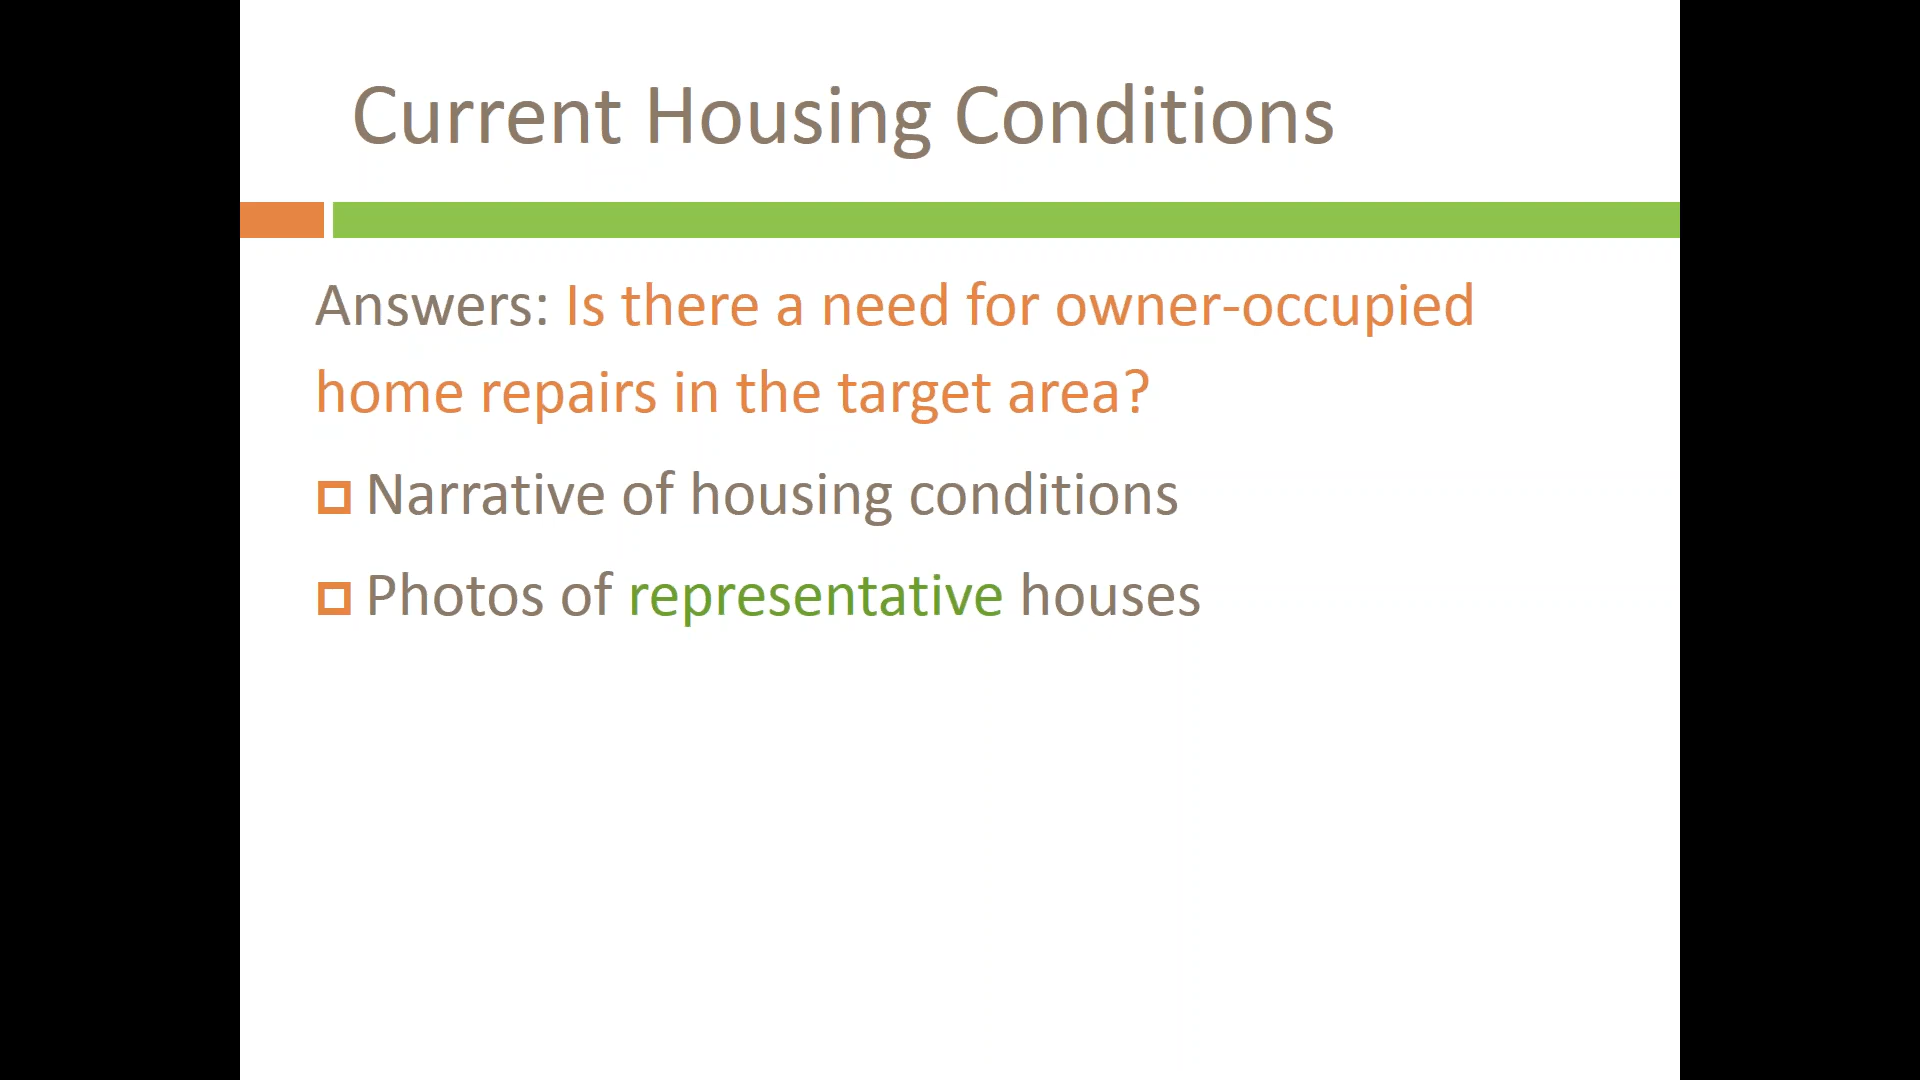 Current Housing Conditions
Answers: Is there a need for owner-occupied
home repairs in the target area?
Narrative of housing conditions
Photos of representative houses